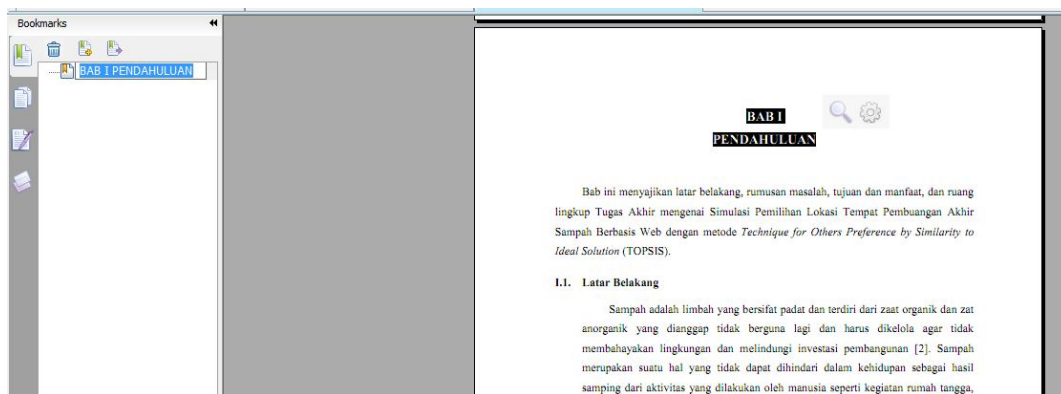 Bookmarks
BAB I PENDAHULUAN
BAB I
PENDAHULUAN
Bab ini menyajikan latar belakang, rumusan masalah, tujuan dan manfaat, dan ruang
lingkup Tugas Akhir mengenai Simulasi Pemilihan Lokasi Tempat Pembuangan Akhir
Sampah Berbasis Web dengan metode Technique for Others Preference by Similarity to
Ideal Solution (TOPSIS).
I.1. Latar Belakang
Sampah adalah limbah yang bersifat padat dan terdiri dari zaat organik dan zat
anorganik yang dianggap tidak berguna lagi dan harus dikelola agar tidak
membahayakan lingkungan dan melindungi investasi pembangunan [2]. Sampah
merupakan suatu hal yang tidak dapat dihindari dalam kehidupan sebagai hasil
samping dari aktivitas yang dilakukan oleh manusia seperti kegiatan rumah tangga,